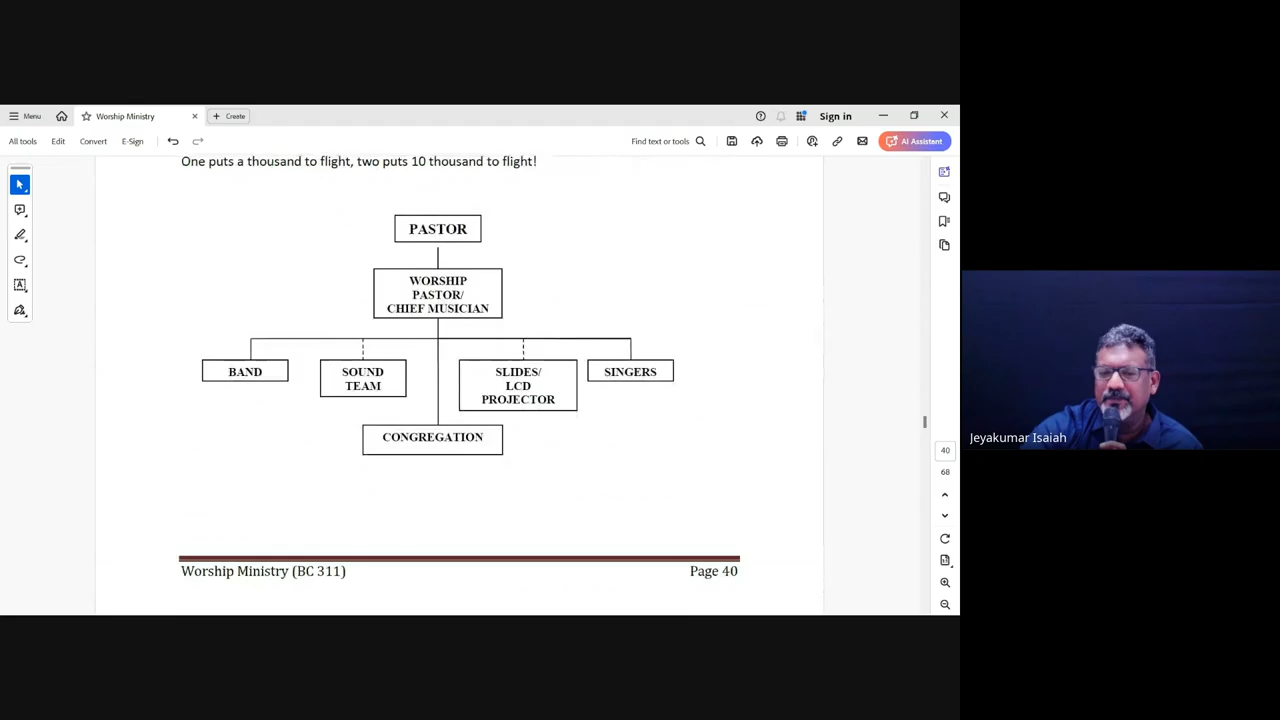 Menu
Worship Ministry
Create
Sign in
All tools
Edit
Convert
E-Sign
Find text or tools
AI Assistant
One puts a thousand to flight, two puts 10 thousand to flight!
PASTOR
WORSHIP
PASTOR/
CHIEF MUSICIAN
BAND
SOUND
TEAM
SLIDES/
LCD
PROJECTOR
SINGERS
CONGREGATION
Worship Ministry (BC 311)
Page 40
40
68
Jeyakumar Isaiah